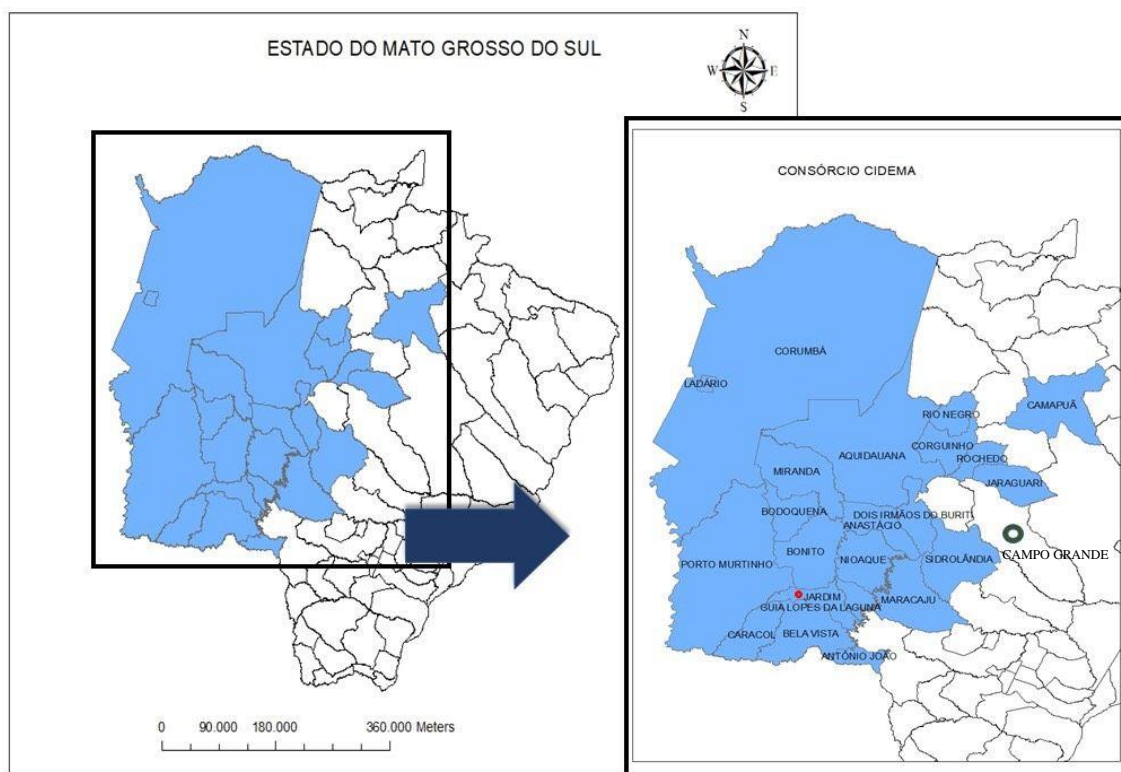 ESTADO DO MATO GROSSO DO SUL
N
W E
S
0 90.000 180.000 360.000 Meters
CONSÓRCIO CIDEMA
CORUMBÁ
LADÁRIO
CAMAPUÃ
RIO NEGRO
CORGUINHO
AQUIDAUANA
ROCHEDO
MIRANDA
JARAGUARI
BODOQUENA
DOIS IRMÃOS DO BURITI
ANASTÁCIO
BONITO
NIOAQUE
SIDROLÂNDIA
CAMPO GRANDE
PORTO MURTINHO
JARDIM
MARACAJU
GUIA LOPES DA LAGUNA
CARACOL
BELA VISTA
ANTÔNIO JOÃO